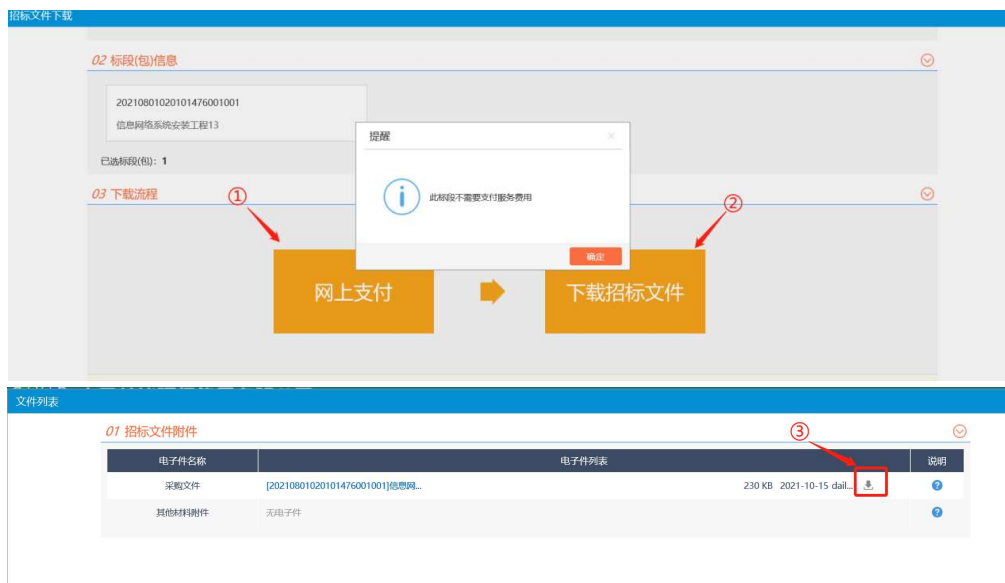 招标文件下载
02 标段(包)信息
20210801020101476001001
信息网络系统安装工程13
已选标段(包)：1
提醒
×
此标段不需要支付服务费用
确定
03 下载流程
①
②
网上支付
下载招标文件
文件列表
01 招标文件附件
③
电子件名称 电子件列表 说明
采购文件 [20210801020101476001001]信息网... 230 KB 2021-10-15 dail...
其他材料附件 无电子件